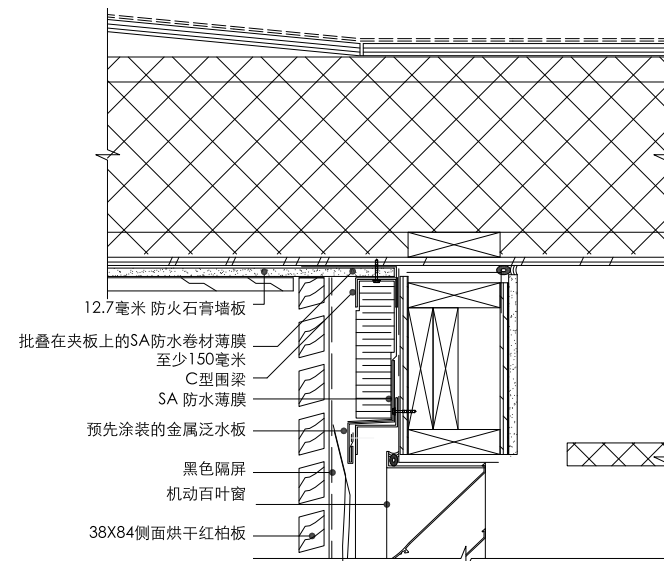 12.7毫米 防火石膏墙板
批叠在夹板上的SA防水卷材薄膜
至少150毫米
C型围梁
SA 防水薄膜
预先涂装的金属泛水板
黑色隔屏
机动百叶窗
38X84侧面烘干红柏板